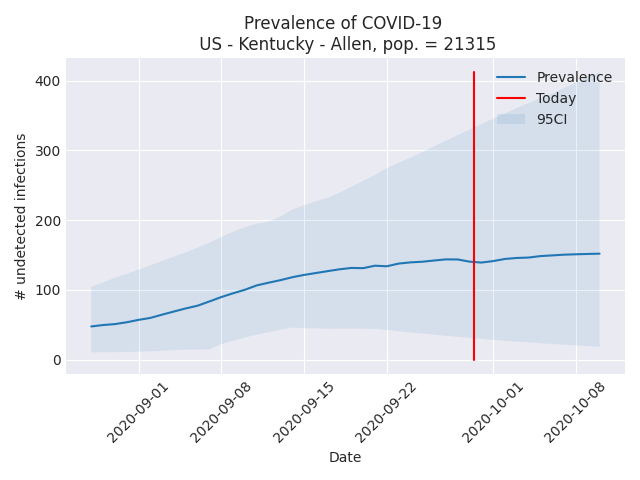 Prevalence of COVID-19
US - Kentucky - Allen, pop. = 21315
Prevalence
Today
95CI
400
300
200
100
0
# undetected infections
2020-09-01
2020-09-08
2020-09-15
2020-09-22
2020-10-01
2020-10-08
Date